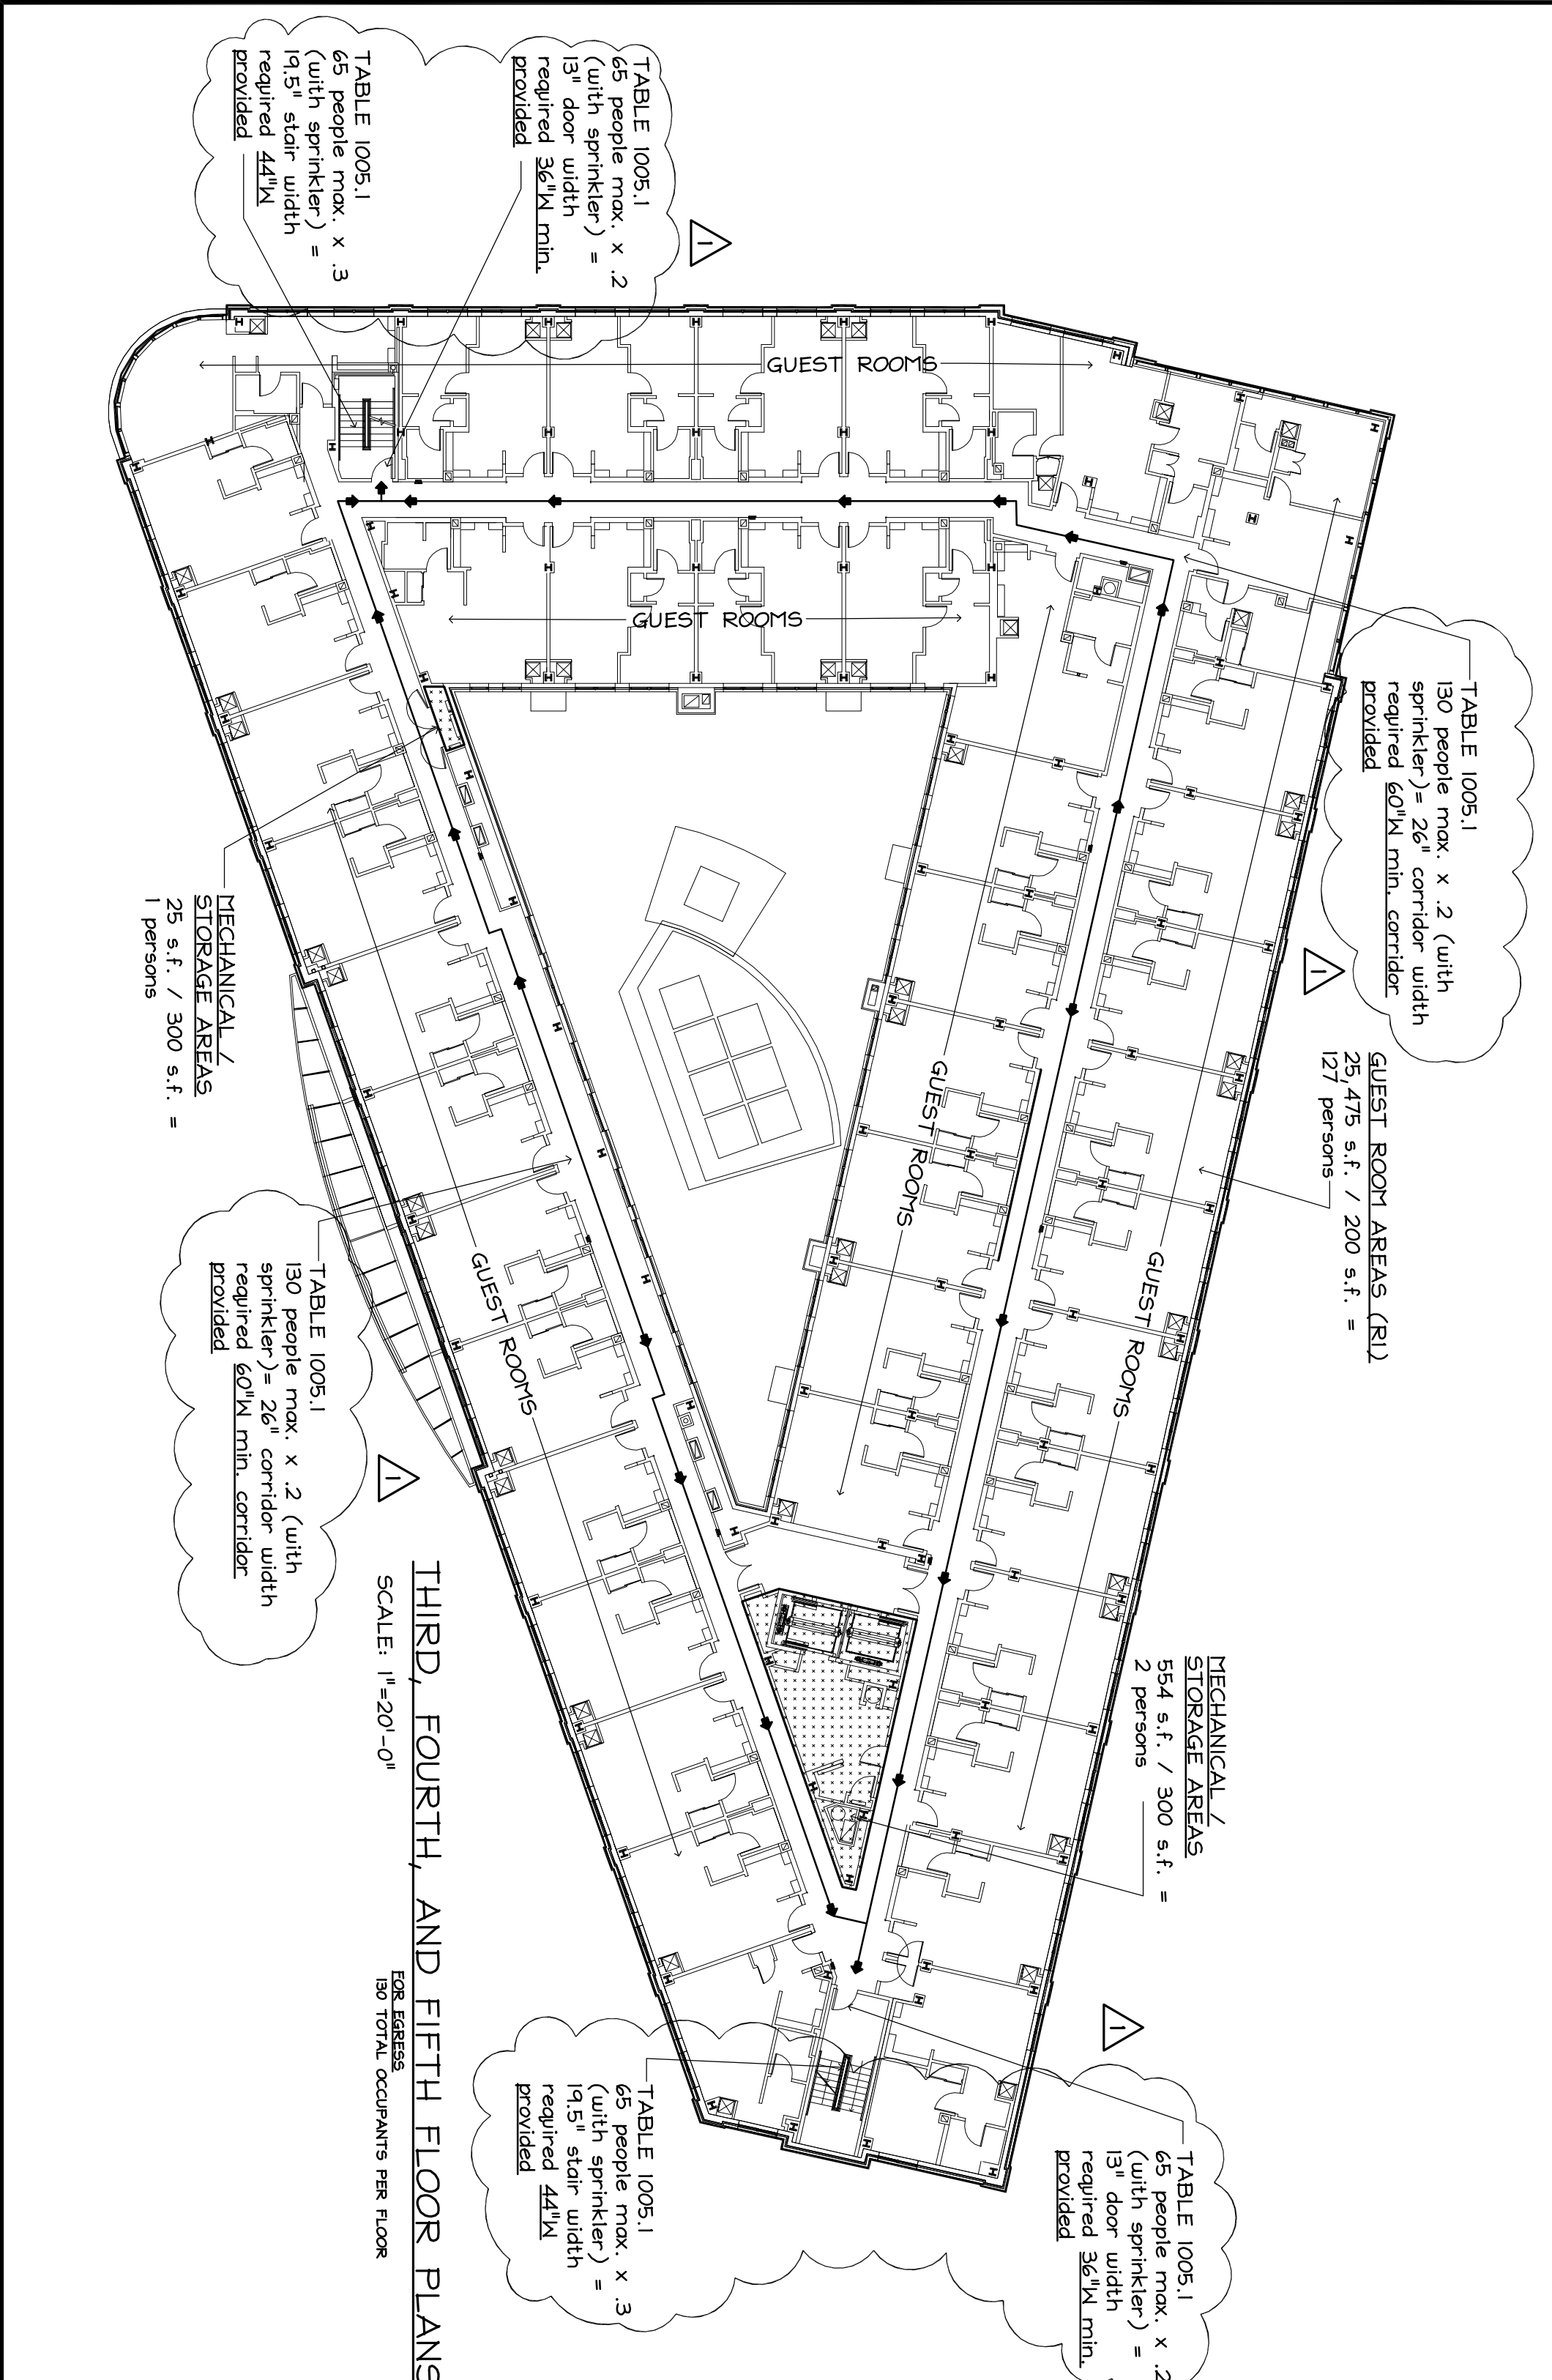 TABLE 1005.1
65 people max. x .3
(with sprinkler) =
19.5" stair width
required 44"W
provided
TABLE 1005.1
65 people max. x .2
(with sprinkler) =
13" door width
required 36"W min.
provided
1
GUEST ROOMS
GUEST ROOMS
TABLE 1005.1
130 people max. x .2 (with
sprinkler)= 26" corridor width
required 60"W min. corridor
provided
1
GUEST ROOM AREAS (R1)
25,475 s.f. / 200 s.f. =
127 persons
MECHANICAL /
STORAGE AREAS
25 s.f. / 300 s.f. =
1 persons
GUEST ROOMS
GUEST ROOMS
GUEST ROOMS
TABLE 1005.1
130 people max. x .2 (with
sprinkler)= 26" corridor width
required 60"W min. corridor
provided
1
MECHANICAL /
STORAGE AREAS
554 s.f. / 300 s.f. =
2 persons
1
TABLE 1005.1
65 people max. x .3
(with sprinkler) =
19.5" stair width
required 44"W
provided
TABLE 1005.1
65 people max. x .2
(with sprinkler) =
13" door width
required 36"W min.
provided
THIRD, FOURTH, AND FIFTH FLOOR PLANS
SCALE: 1"=20'-0"
FOR EGRESS
130 TOTAL OCCUPANTS PER FLOOR